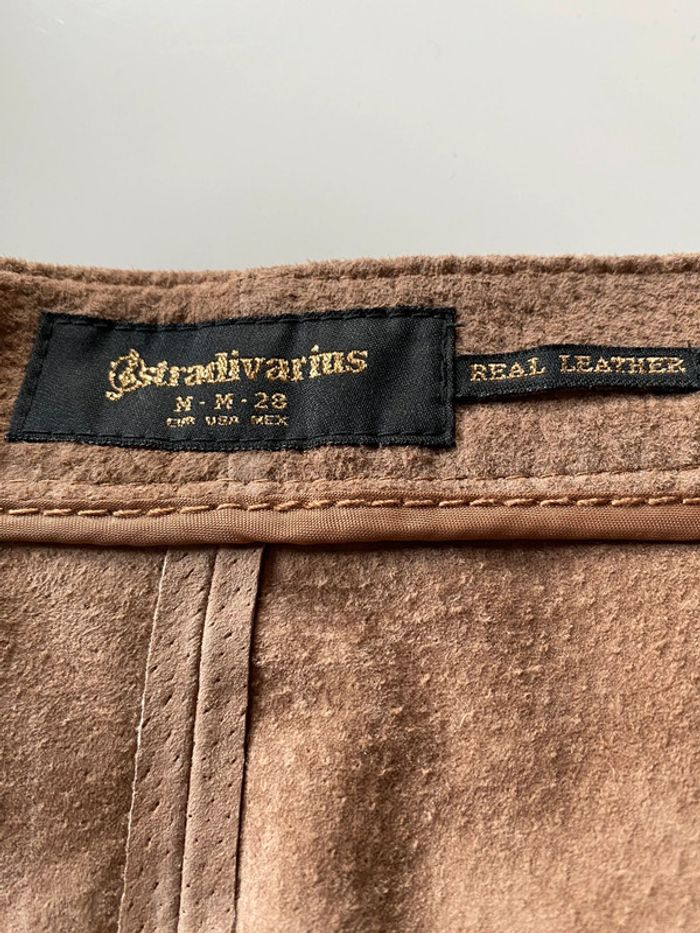 stradivarius
M - M - 28
EUR USA MEX
REAL LEATHER